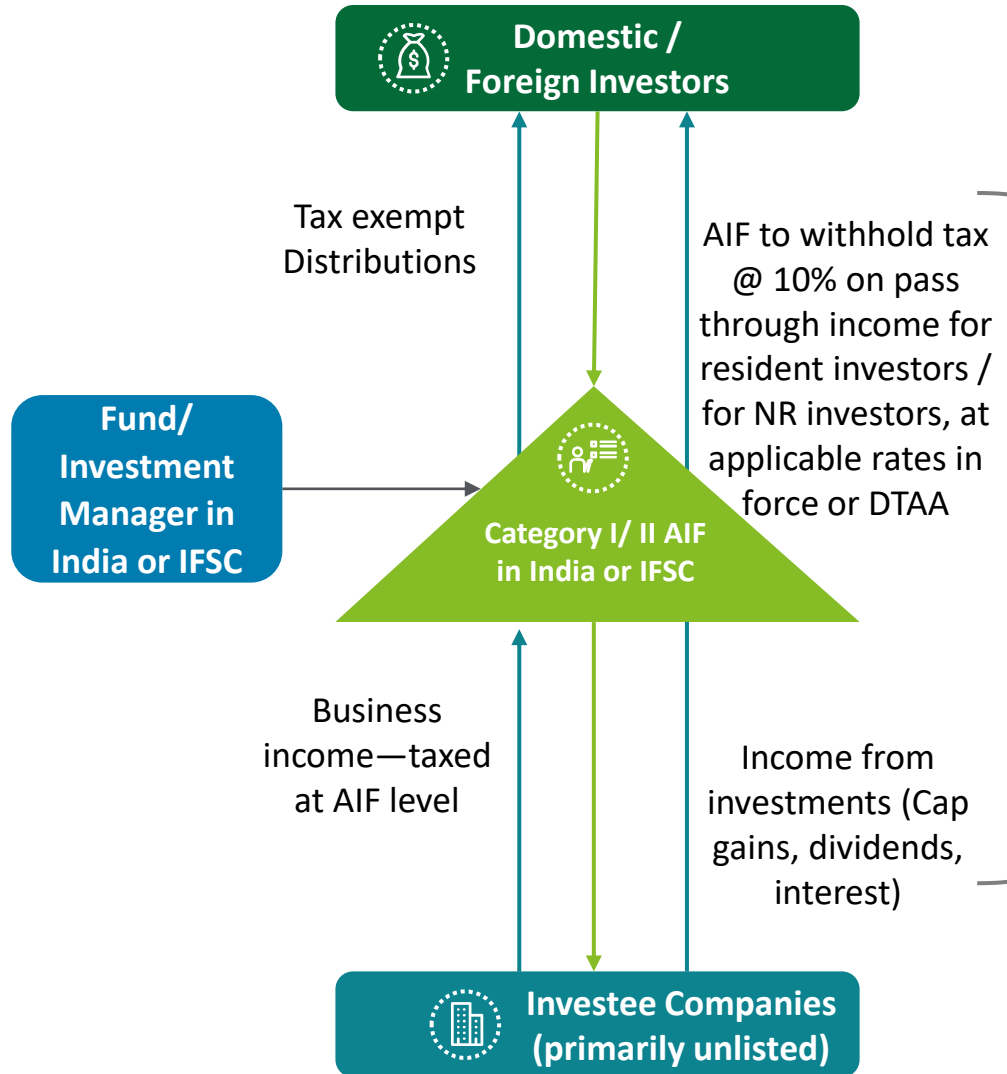 Domestic /
Foreign Investors
Tax exempt
Distributions
AIF to withhold tax
@ 10% on pass
through income for
resident investors /
for NR investors, at
applicable rates in
force or DTAA
Fund/
Investment
Manager in
India or IFSC
Category I/ II AIF
in India or IFSC
Business
income—taxed
at AIF level
Income from
investments (Cap
gains, dividends,
interest)
Investee Companies
(primarily unlisted)